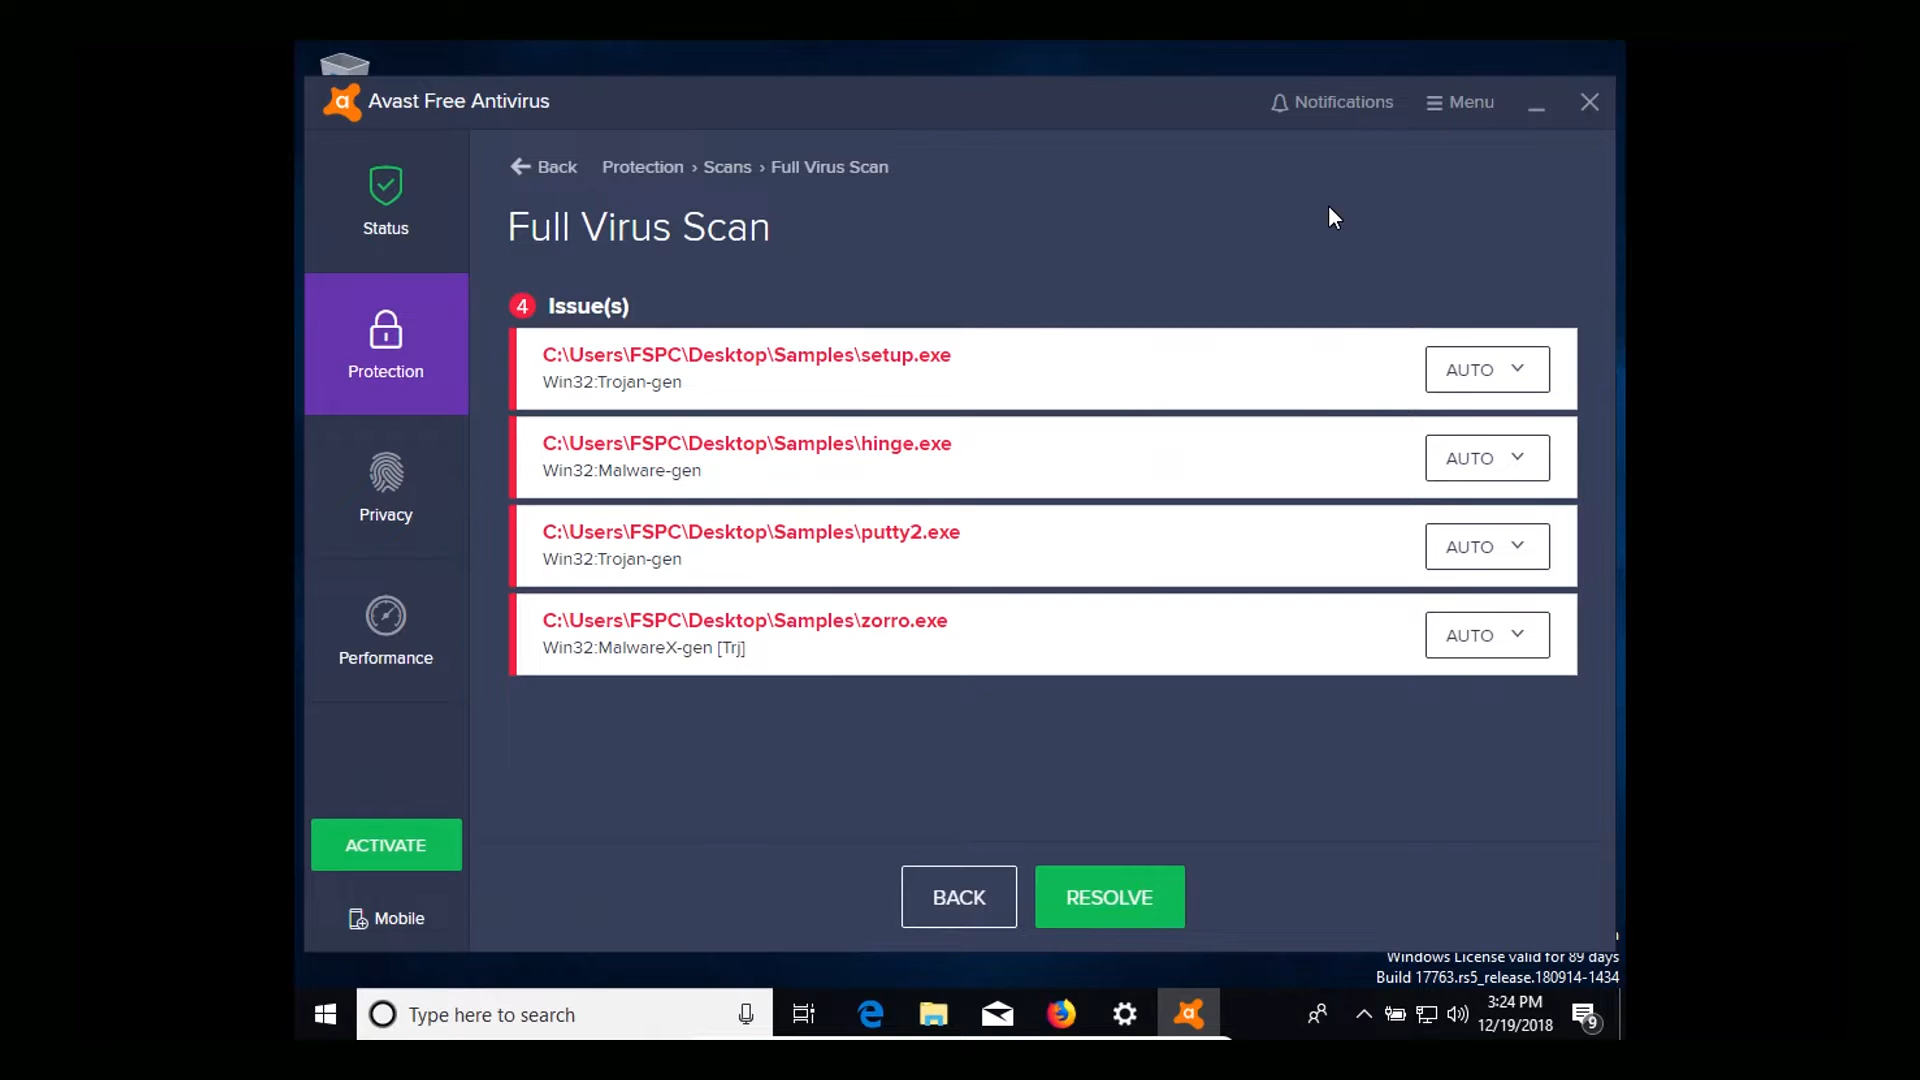 Avast Free Antivirus
Notifications
Menu
Back
Protection › Scans › Full Virus Scan
Full Virus Scan
Status
Protection
Privacy
Performance
ACTIVATE
Mobile
4 Issue(s)
C:\Users\FSPC\Desktop\Samples\setup.exe
Win32:Trojan-gen
AUTO
C:\Users\FSPC\Desktop\Samples\hinge.exe
Win32:Malware-gen
AUTO
C:\Users\FSPC\Desktop\Samples\putty2.exe
Win32:Trojan-gen
AUTO
C:\Users\FSPC\Desktop\Samples\zorro.exe
Win32:MalwareX-gen [Trj]
AUTO
BACK
RESOLVE
Windows License valid for 89 days
Build 17763.rs5_release.180914-1434
Type here to search
3:24 PM
12/19/2018
9